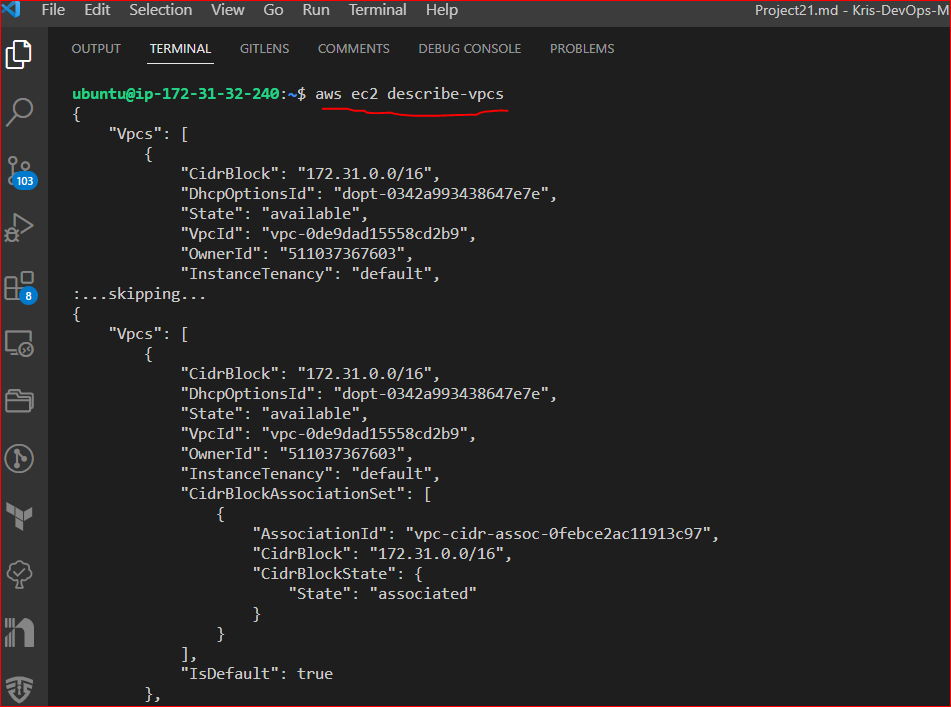 File Edit Selection View Go Run Terminal Help Project21.md - Kris-DevOps-M
OUTPUT TERMINAL GITLENS COMMENTS DEBUG CONSOLE PROBLEMS
ubuntu@ip-172-31-32-240:~$ aws ec2 describe-vpcs
{
"Vpcs": [
{
"CidrBlock": "172.31.0.0/16",
"DhcpOptionsId": "dopt-0342a993438647e7e",
"State": "available",
"VpcId": "vpc-0de9dad15558cd2b9",
"OwnerId": "511037367603",
"InstanceTenancy": "default",
:...skipping...
{
"Vpcs": [
{
"CidrBlock": "172.31.0.0/16",
"DhcpOptionsId": "dopt-0342a993438647e7e",
"State": "available",
"VpcId": "vpc-0de9dad15558cd2b9",
"OwnerId": "511037367603",
"InstanceTenancy": "default",
"CidrBlockAssociationSet": [
{
"AssociationId": "vpc-cidr-assoc-0febce2ac11913c97",
"CidrBlock": "172.31.0.0/16",
"CidrBlockState": {
"State": "associated"
}
}
],
"IsDefault": true
},
103
8